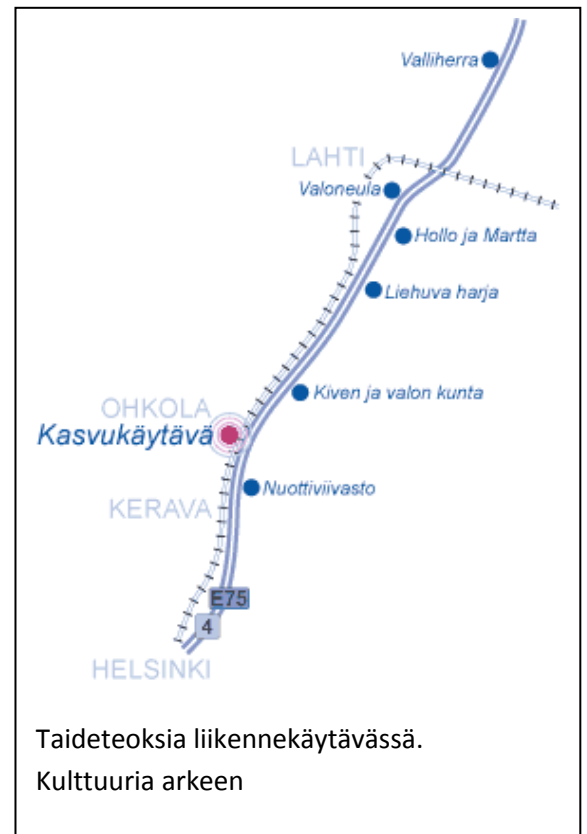 Valliherra
LAHTI
Valoneula
Hollo ja Martta
Liehuva harja
Kiven ja valon kunta
OHKOLA
Kasvukäytävä
Nuottiviivasto
KERAVA
E75
4
HELSINKI
Taideteoksia liikennekäytävässä.
Kulttuuria arkeen